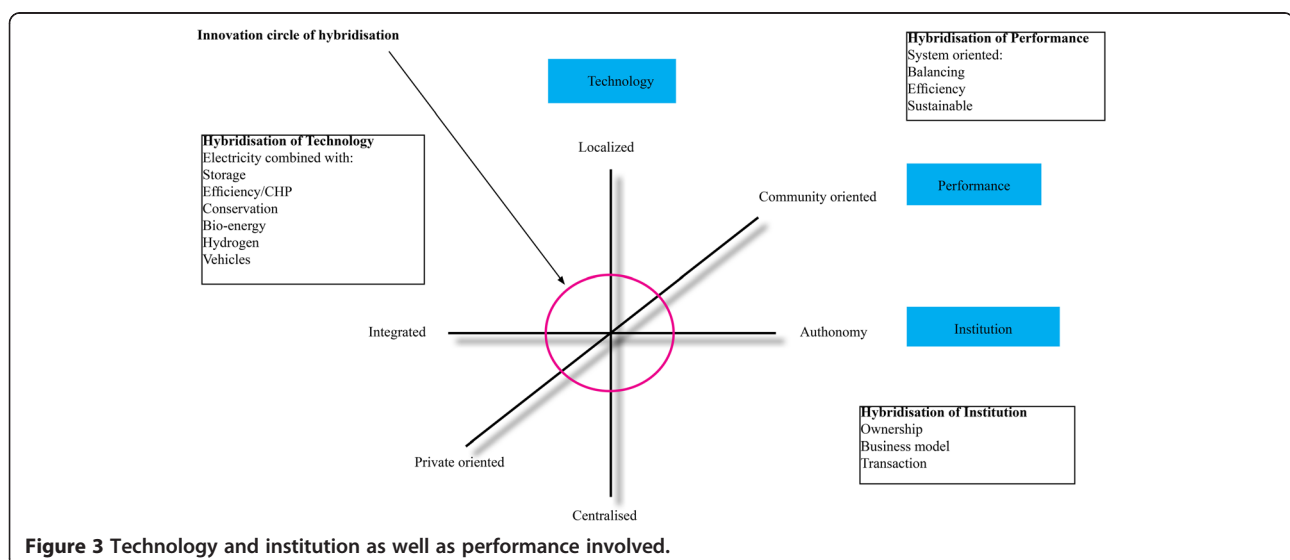 Innovation circle of hybridisation
Hybridisation of Performance
System oriented:
Balancing
Efficiency
Sustainable
Technology
Hybridisation of Technology
Electricity combined with:
Storage
Efficiency/CHP
Conservation
Bio-energy
Hydrogen
Vehicles
Localized
Community oriented
Performance
Integrated
Authonomy
Institution
Hybridisation of Institution
Ownership
Business model
Transaction
Private oriented
Centralised
Figure 3 Technology and institution as well as performance involved.